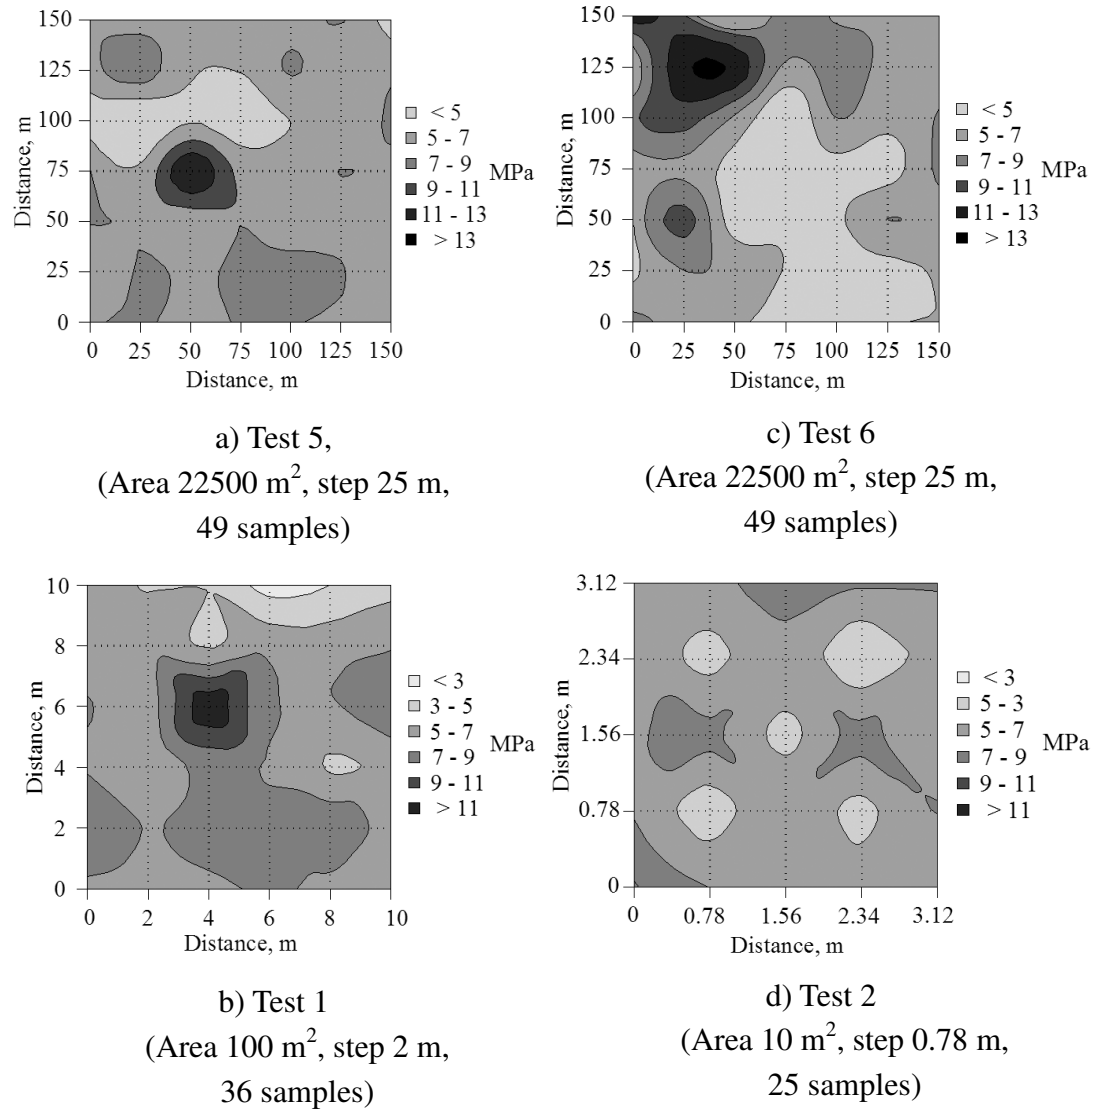 150
125
100
75
50
25
0
Distance, m
0 25 50 75 100 125 150
Distance, m
< 5
5 - 7
7 - 9
9 - 11
11 - 13
> 13
MPa
a) Test 5,
(Area 22500 m², step 25 m,
49 samples)
150
125
100
75
50
25
0
Distance, m
0 25 50 75 100 125 150
Distance, m
< 5
5 - 7
7 - 9
9 - 11
11 - 13
> 13
MPa
c) Test 6
(Area 22500 m², step 25 m,
49 samples)
10
8
6
4
2
0
Distance, m
0 2 4 6 8 10
Distance, m
< 3
3 - 5
5 - 7
7 - 9
9 - 11
> 11
MPa
b) Test 1
(Area 100 m², step 2 m,
36 samples)
3.12
2.34
1.56
0.78
0
Distance, m
0 0.78 1.56 2.34 3.12
Distance, m
< 3
5 - 3
5 - 7
7 - 9
9 - 11
> 11
MPa
d) Test 2
(Area 10 m², step 0.78 m,
25 samples)